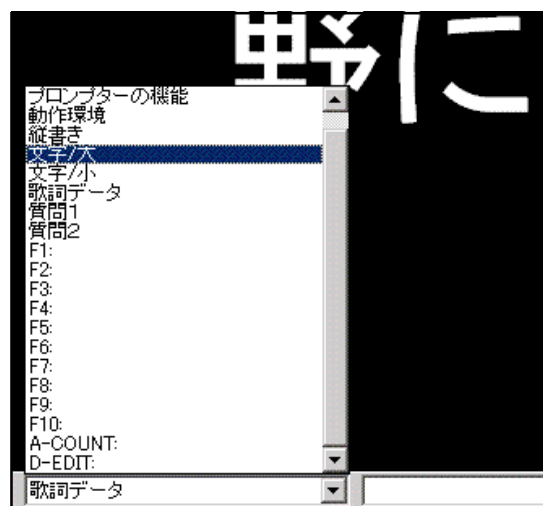 野に
プロンプターの機能
動作環境
縦書き
文字/大
文字/小
歌詞データ
質問1
質問2
F1:
F2:
F3:
F4:
F5:
F6:
F7:
F8:
F9:
F10:
A-COUNT:
D-EDIT:
歌詞データ